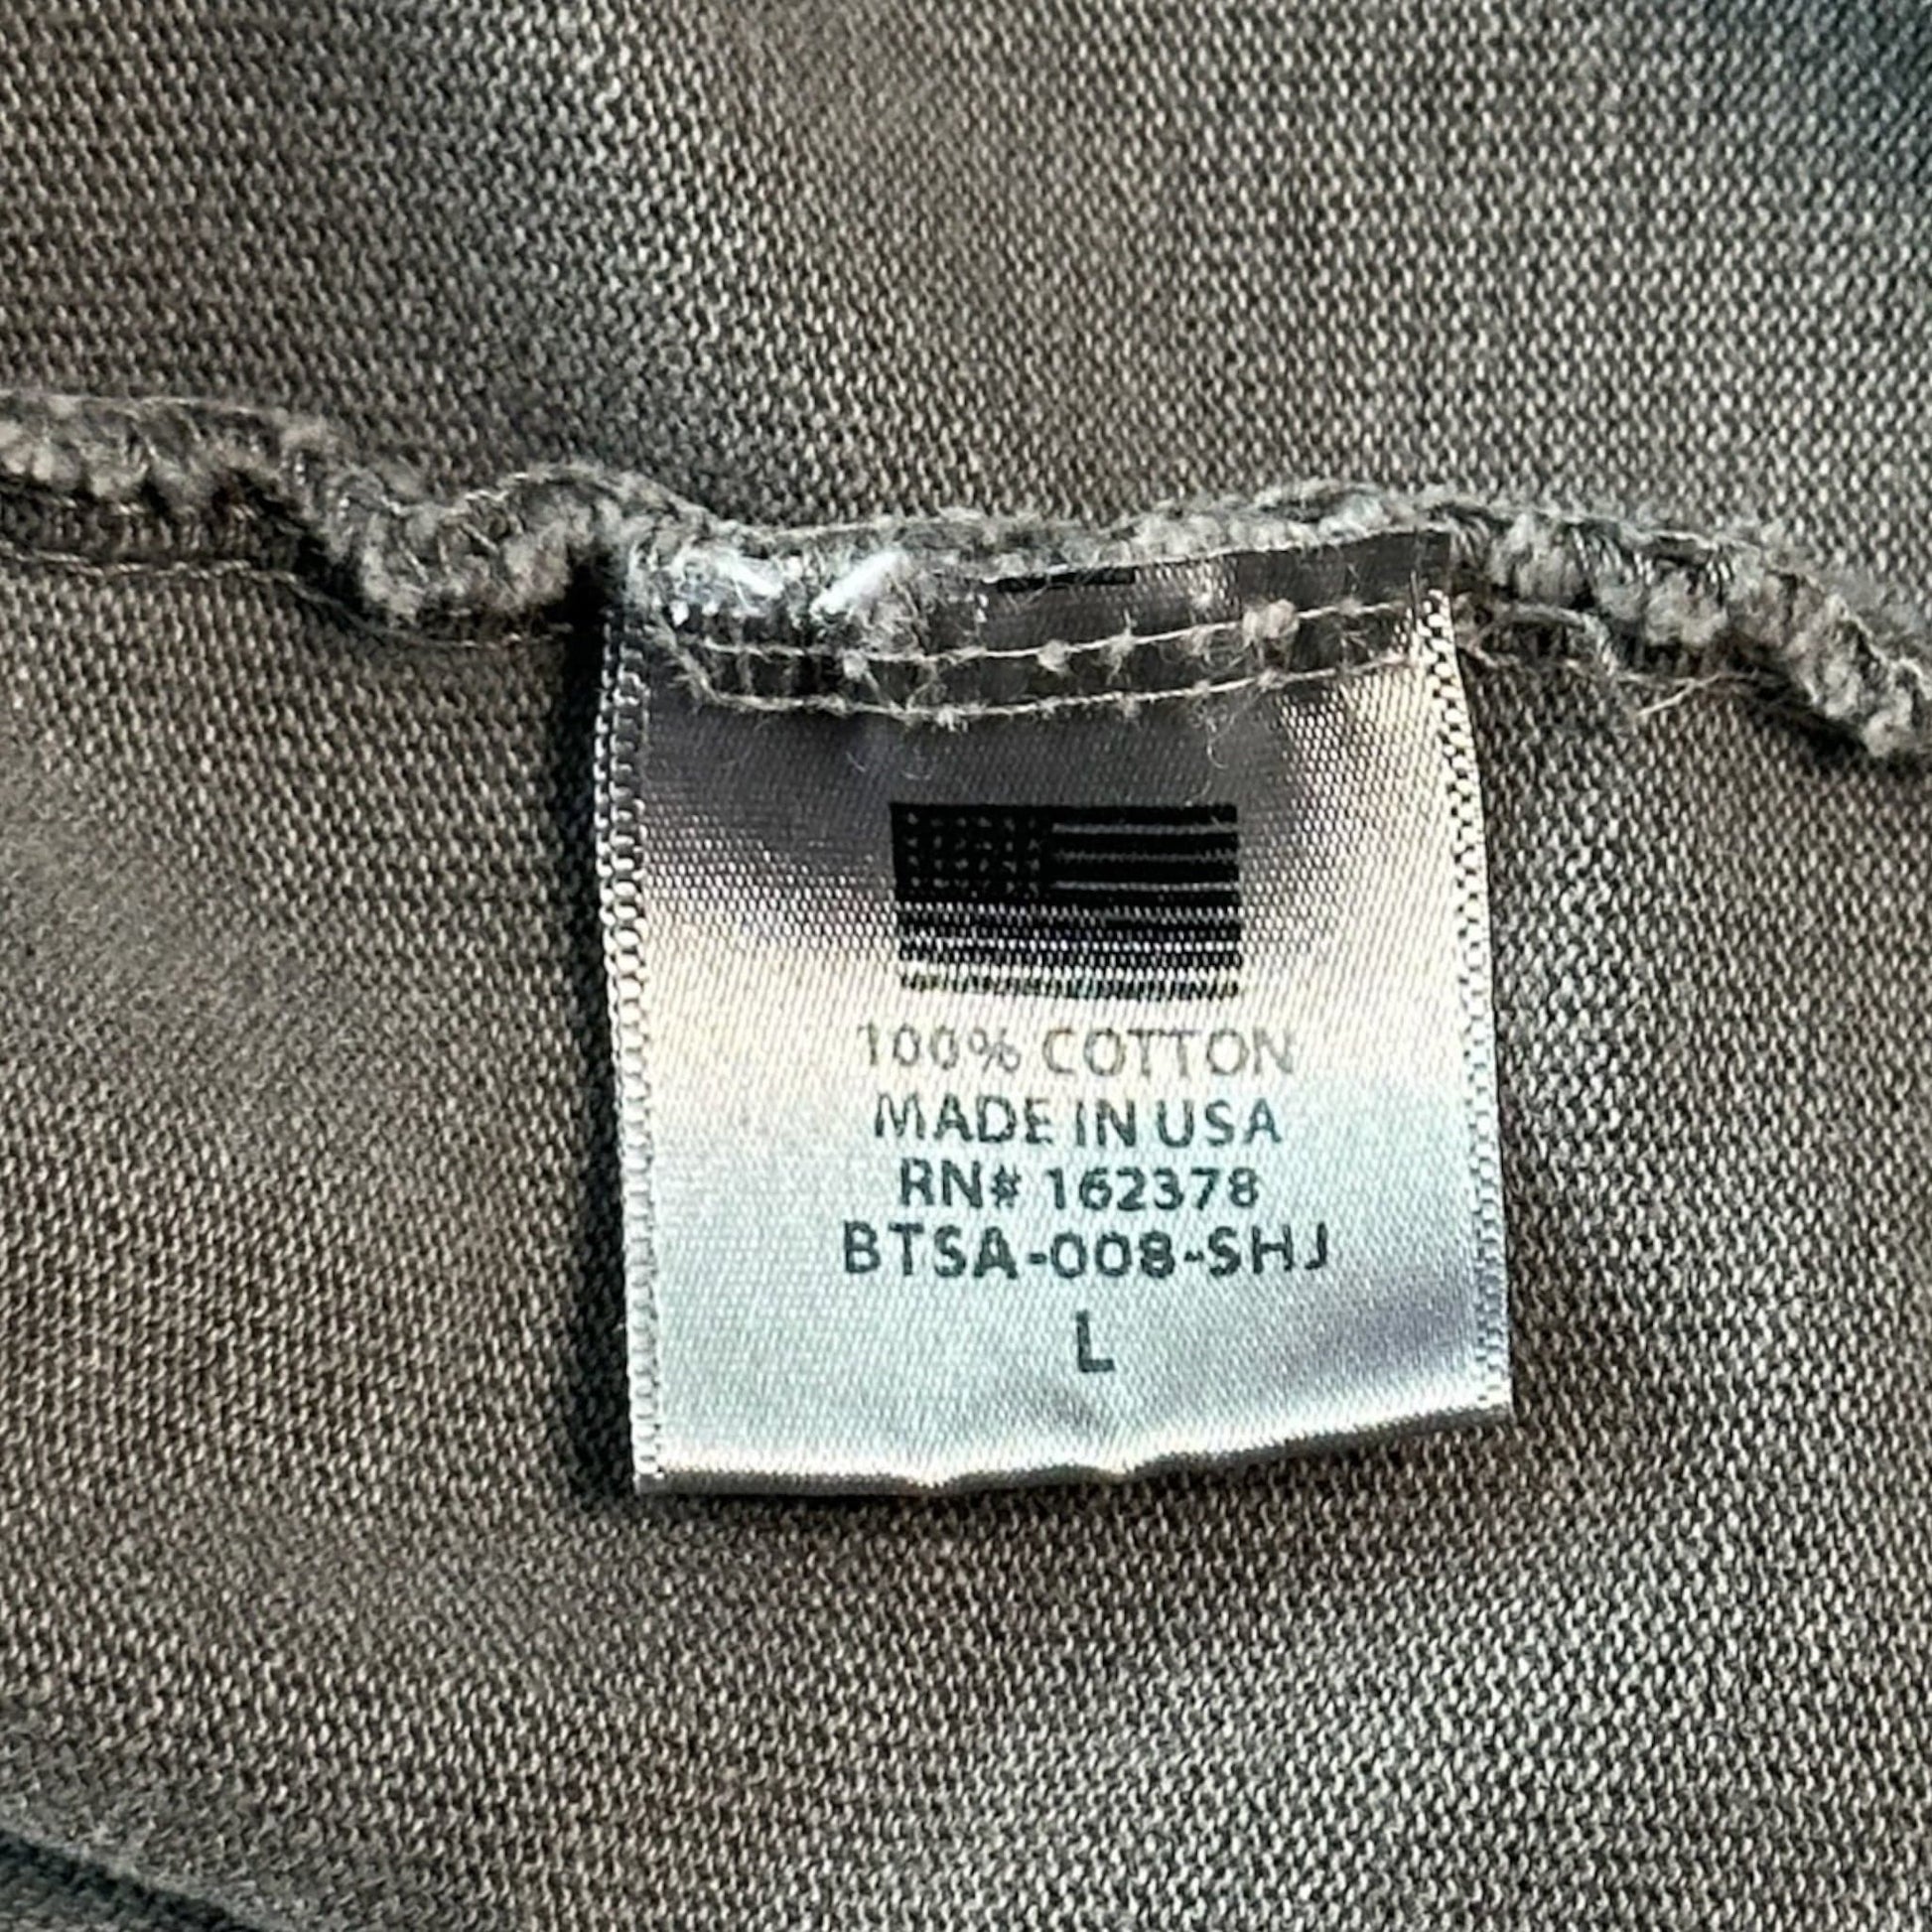 100% COTTON
MADE IN USA
RN# 162378
BTSA-008-SHJ
L